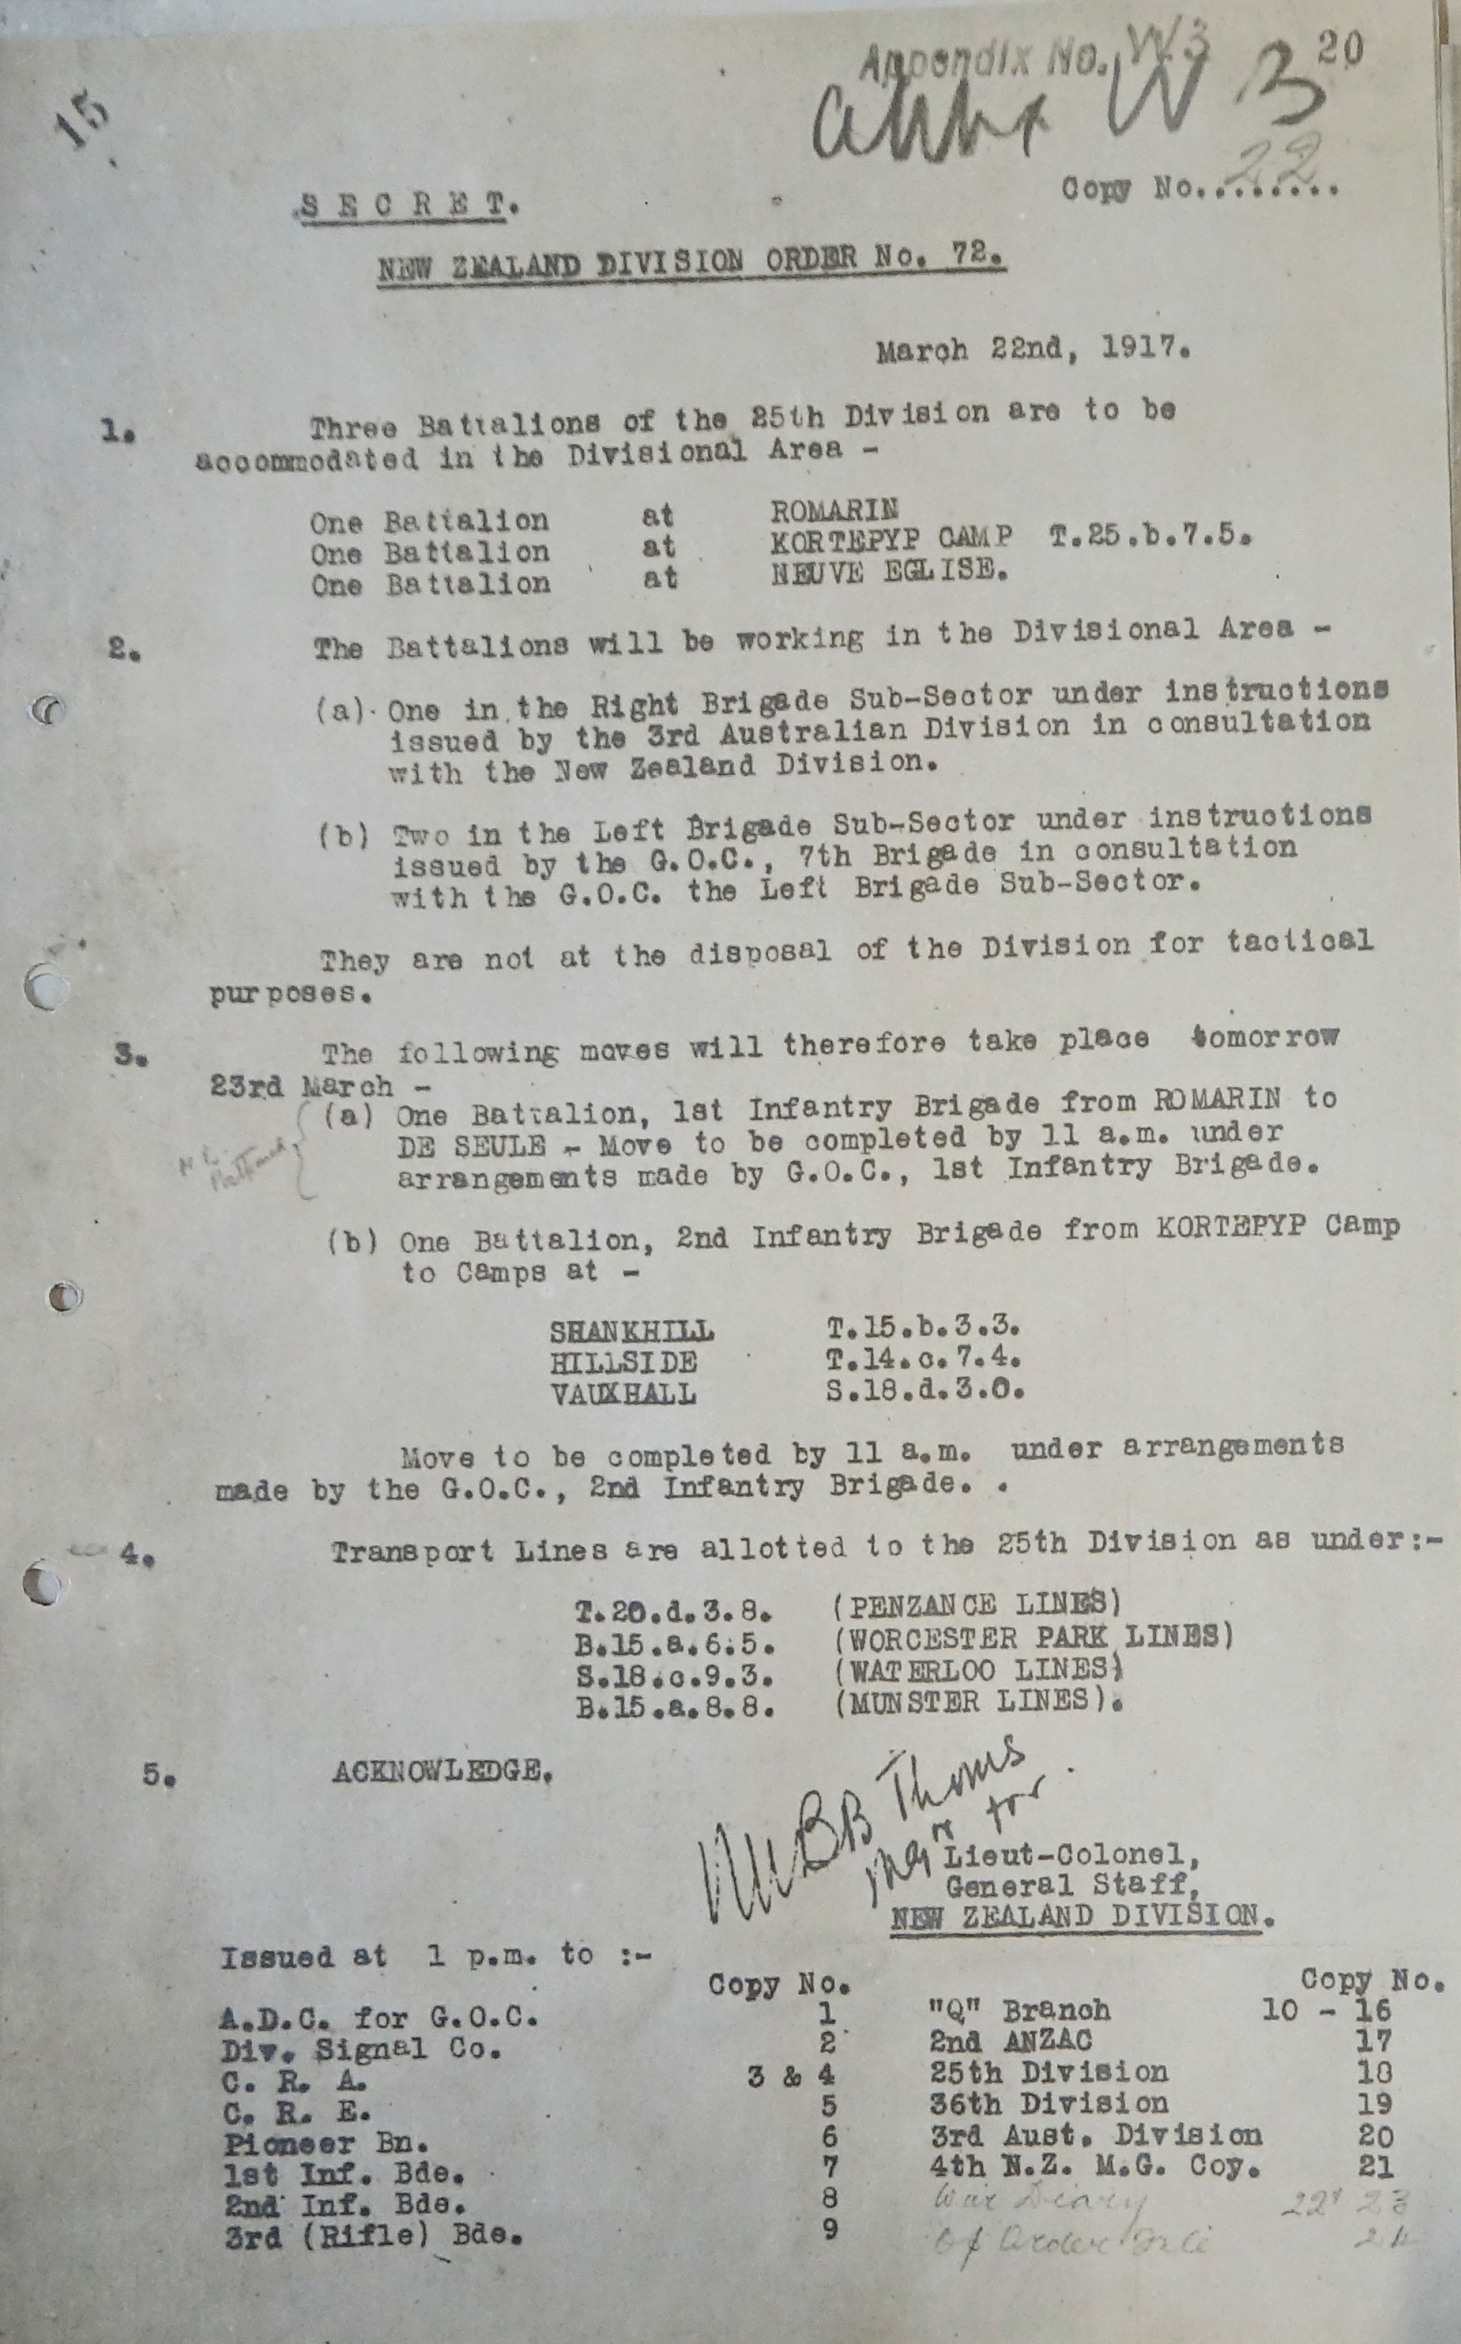 Appendix No. W3 20
W 3
15
Copy No. 22 ........
SECRET.
NEW ZEALAND DIVISION ORDER No. 72.
March 22nd, 1917.
1. Three Battalions of the 25th Division are to be
accommodated in the Divisional Area -
One Battalion at ROMARIN
One Battalion at KORTEPYP CAMP T.25.b.7.5.
One Battalion at NEUVE EGLISE.
2. The Battalions will be working in the Divisional Area -
(a) One in the Right Brigade Sub-Sector under instructions
issued by the 3rd Australian Division in consultation
with the New Zealand Division.
(b) Two in the Left Brigade Sub-Sector under instructions
issued by the G.O.C., 7th Brigade in consultation
with the G.O.C. the Left Brigade Sub-Sector.
They are not at the disposal of the Division for tactical
purposes.
3. The following moves will therefore take place tomorrow
23rd March -
(a) One Battalion, 1st Infantry Brigade from ROMARIN to
DE SEULE - Move to be completed by 11 a.m. under
arrangements made by G.O.C., 1st Infantry Brigade.
(b) One Battalion, 2nd Infantry Brigade from KORTEPYP Camp
to Camps at -
SHANKHILL T.15.b.3.3.
HILLSIDE T.14.c.7.4.
VAUXHALL S.18.d.3.0.
Move to be completed by 11 a.m. under arrangements
made by the G.O.C., 2nd Infantry Brigade.
4. Transport Lines are allotted to the 25th Division as under:-
T.20.d.3.8. (PENZANCE LINES)
B.15.a.6.5. (WORCESTER PARK LINES)
S.18.c.9.3. (WATERLOO LINES)
B.15.a.8.8. (MUNSTER LINES).
5. ACKNOWLEDGE.
Thoms
Major for
Lieut-Colonel,
General Staff,
NEW ZEALAND DIVISION.
Issued at 1 p.m. to :-
Copy No. Copy No.
A.D.C. for G.O.C. 1 "Q" Branch 10 - 16
Div. Signal Co. 2 2nd ANZAC 17
C. R. A. 3 & 4 25th Division 18
C. R. E. 5 36th Division 19
Pioneer Bn. 6 3rd Aust. Division 20
1st Inf. Bde. 7 4th N.Z. M.G. Coy. 21
2nd Inf. Bde. 8 War Diary 22 & 23
3rd (Rifle) Bde. 9 Order File 24